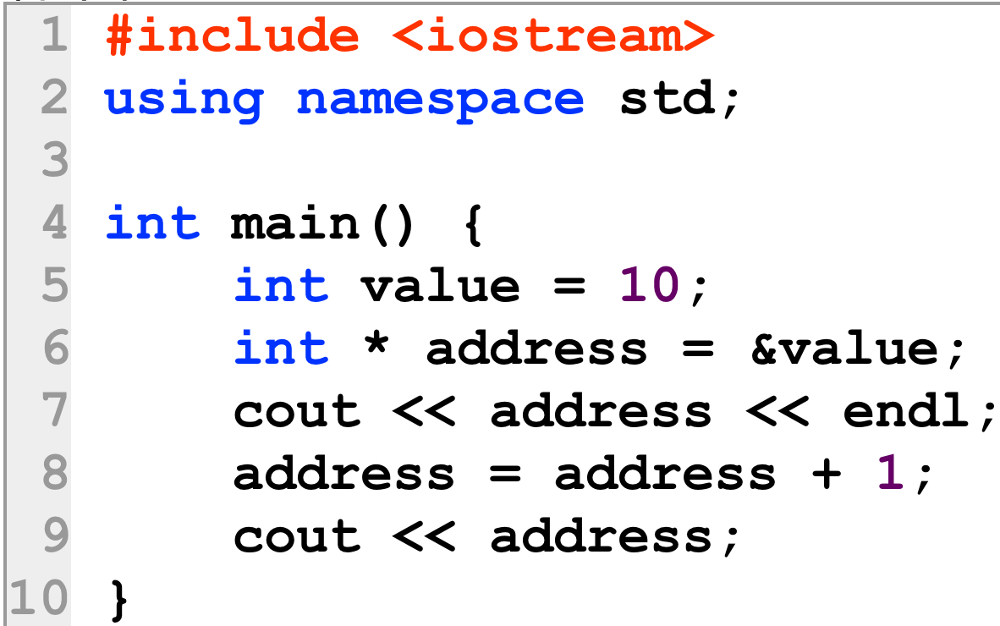 1 #include <iostream>
2 using namespace std;
3
4 int main() {
5     int value = 10;
6     int * address = &value;
7     cout << address << endl;
8     address = address + 1;
9     cout << address;
10 }